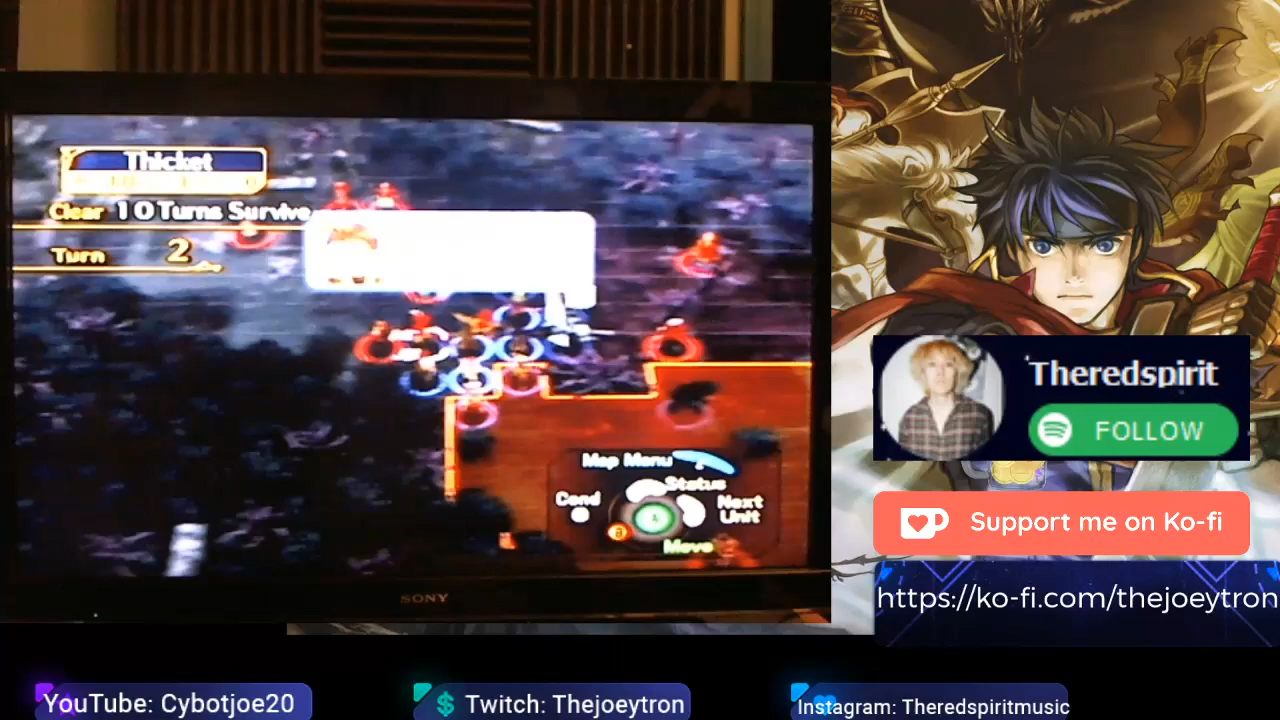 Thicket
Clear 10 Turns Survive
Turn 2
Map Menu
Status
Cond
Next
Unit
Move
SONY
Theredspirit
FOLLOW
Support me on Ko-fi
https://ko-fi.com/thejoeytron
YouTube: Cybotjoe20
Twitch: Thejoeytron
Instagram: Theredspiritmusic